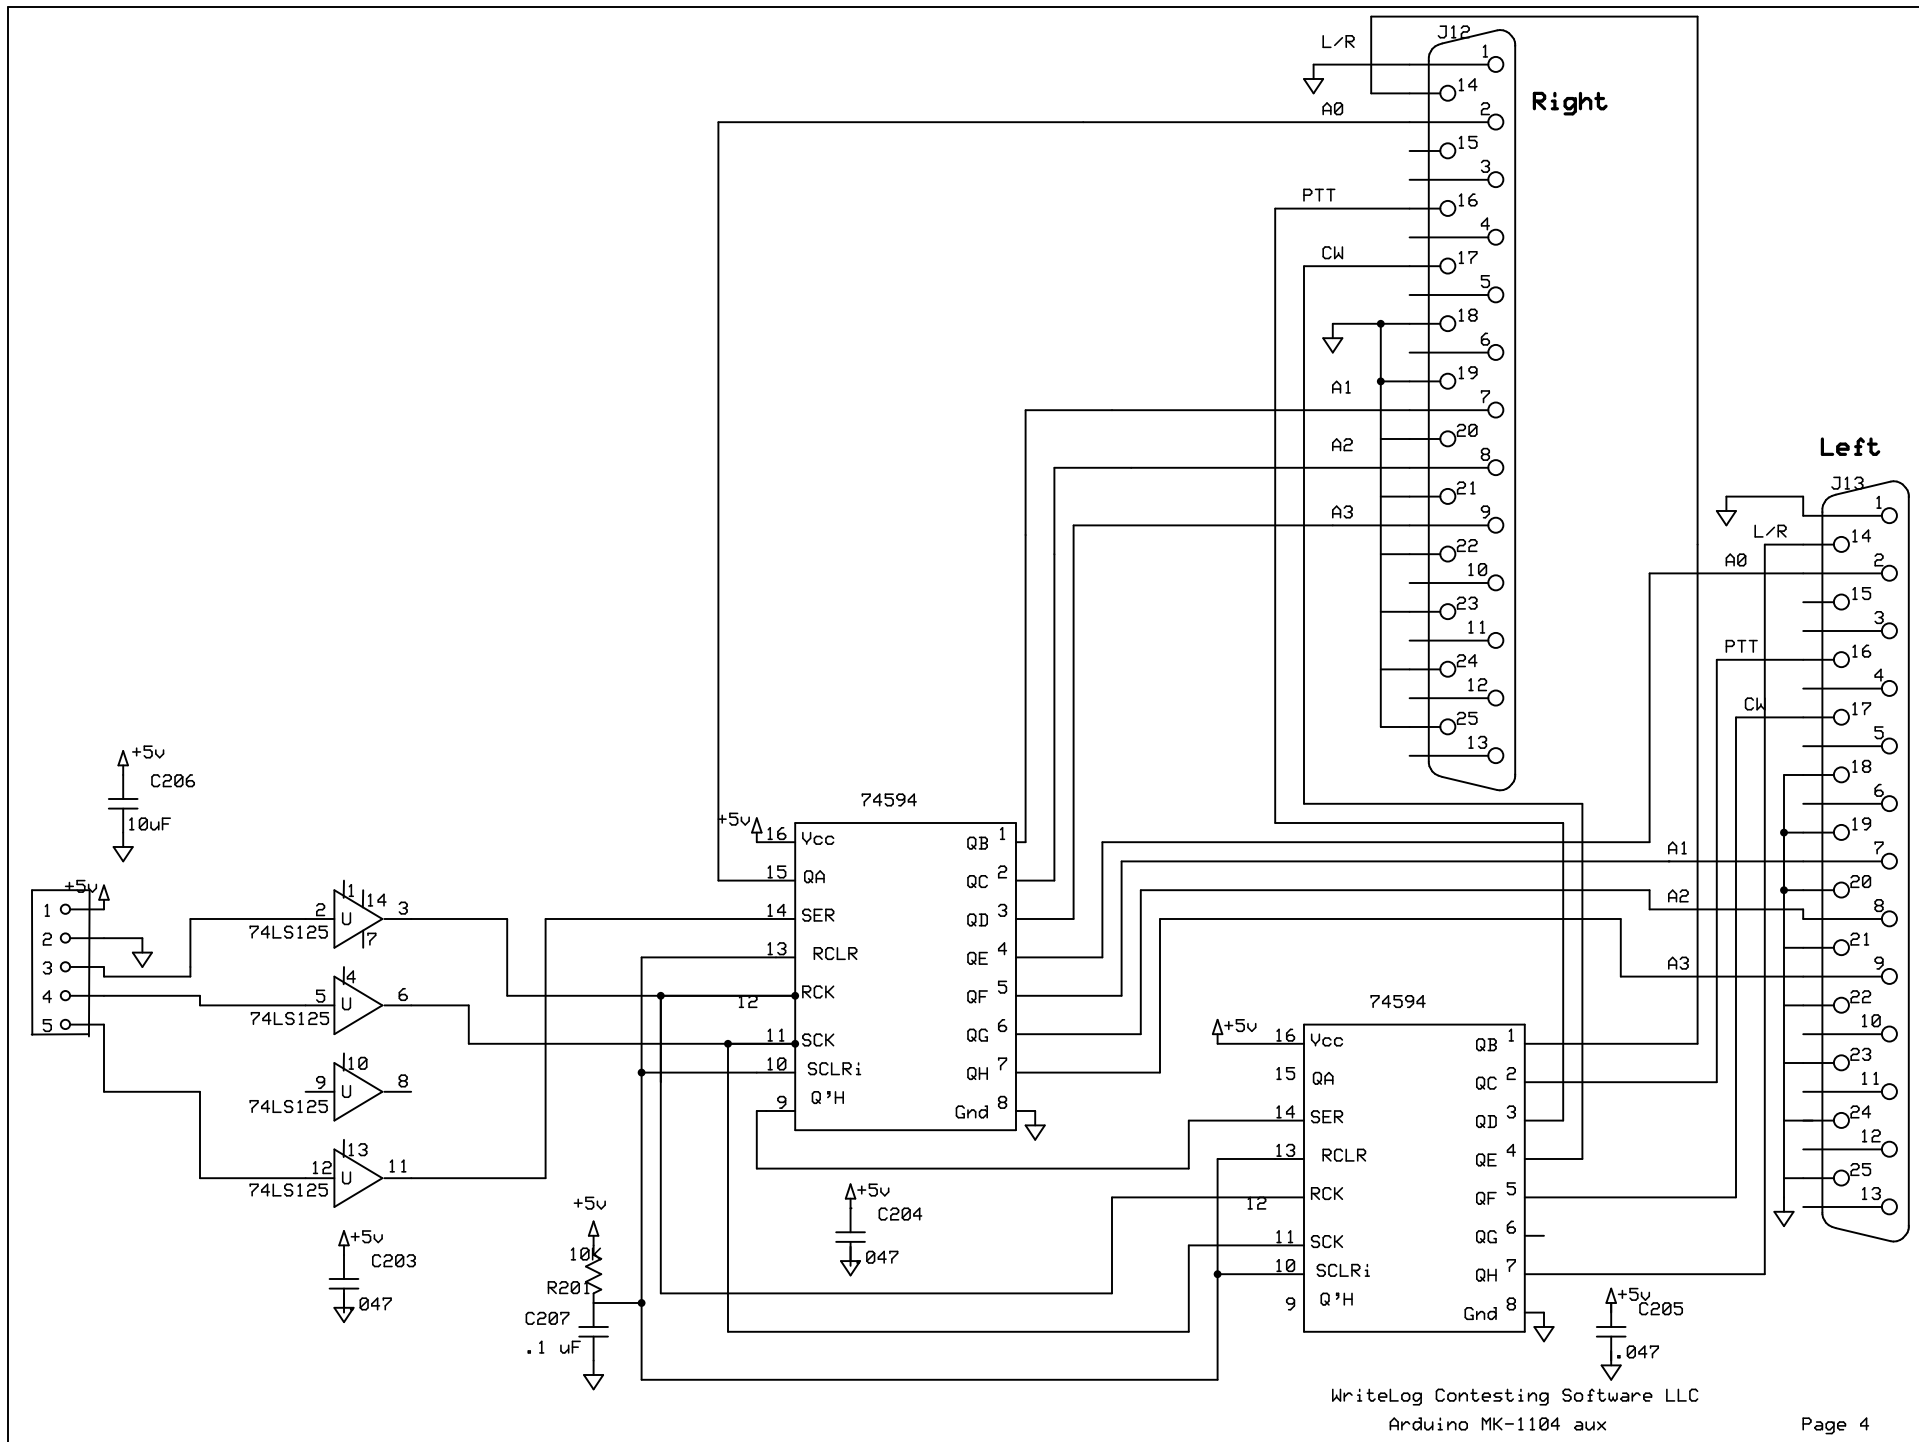 J12
L/R
1
14
Right
A0
2
15
3
PTT
16
4
CW
17
5
18
6
19
A1
7
20
A2
8
21
A3
9
22
10
23
11
24
12
25
13
Left
J13
1
L/R
14
A0
2
15
3
PTT
16
4
CW
17
5
18
6
19
A1
7
20
A2
8
21
A3
9
22
10
23
11
24
12
25
13
+5v
C206
10uF
+5v
1
2
3
4
5
1
14
2
U
3
74LS125
7
4
5
U
6
74LS125
10
9
U
8
74LS125
13
12
U
11
74LS125
+5v
C203
047
74594
+5v
16 Vcc QB 1
15 QA QC 2
14 SER QD 3
13 RCLR QE 4
12 RCK QF 5
11 SCK QG 6
10 SCLRi QH 7
9 Q'H Gnd 8
+5v
10K
R201
C207
.1 uF
+5v
C204
047
74594
+5v
16 Vcc QB 1
15 QA QC 2
14 SER QD 3
13 RCLR QE 4
12 RCK QF 5
11 SCK QG 6
10 SCLRi QH 7
9 Q'H Gnd 8
+5v
C205
.047
WriteLog Contesting Software LLC
Arduino MK-1104 aux
Page 4